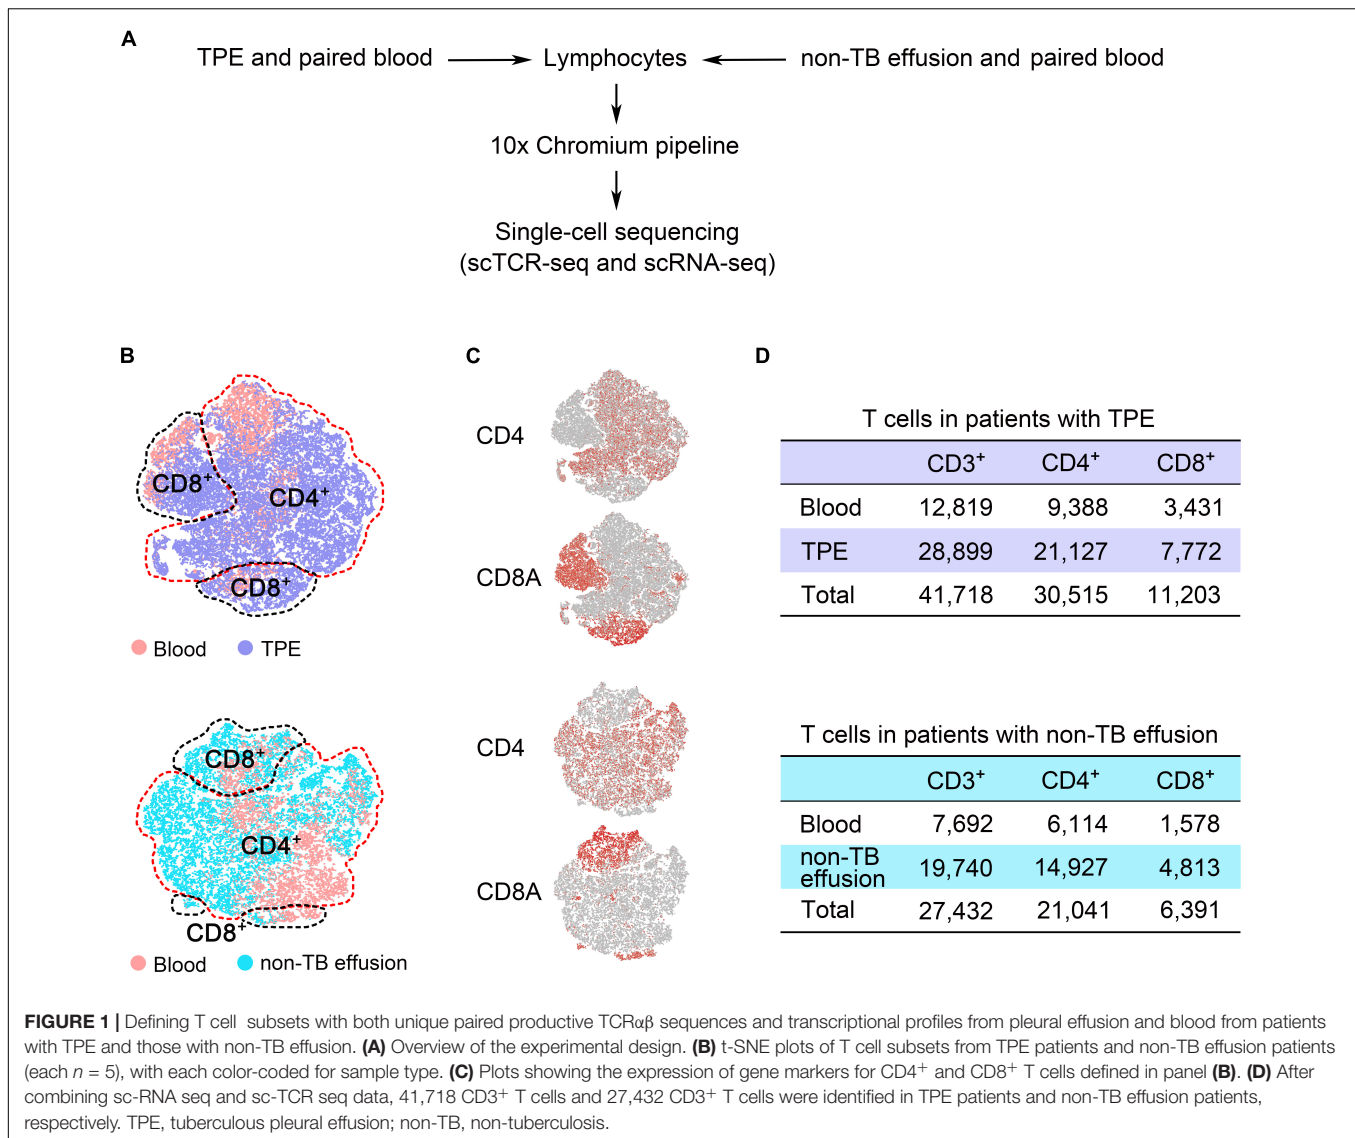 A
TPE and paired blood
Lymphocytes
non-TB effusion and paired blood
10x Chromium pipeline
Single-cell sequencing
(scTCR-seq and scRNA-seq)
B
CD8+
CD4+
CD8+
Blood
TPE
CD8+
CD4+
CD8+
Blood
non-TB effusion
C
CD4
CD8A
CD4
CD8A
D
T cells in patients with TPE
CD3+ CD4+ CD8+
Blood 12,819 9,388 3,431
TPE 28,899 21,127 7,772
Total 41,718 30,515 11,203
T cells in patients with non-TB effusion
CD3+ CD4+ CD8+
Blood 7,692 6,114 1,578
non-TB
effusion 19,740 14,927 4,813
Total 27,432 21,041 6,391
FIGURE 1 | Defining T cell subsets with both unique paired productive TCRαβ sequences and transcriptional profiles from pleural effusion and blood from patients
with TPE and those with non-TB effusion. (A) Overview of the experimental design. (B) t-SNE plots of T cell subsets from TPE patients and non-TB effusion patients
(each n = 5), with each color-coded for sample type. (C) Plots showing the expression of gene markers for CD4+ and CD8+ T cells defined in panel (B). (D) After
combining sc-RNA seq and sc-TCR seq data, 41,718 CD3+ T cells and 27,432 CD3+ T cells were identified in TPE patients and non-TB effusion patients,
respectively. TPE, tuberculous pleural effusion; non-TB, non-tuberculosis.